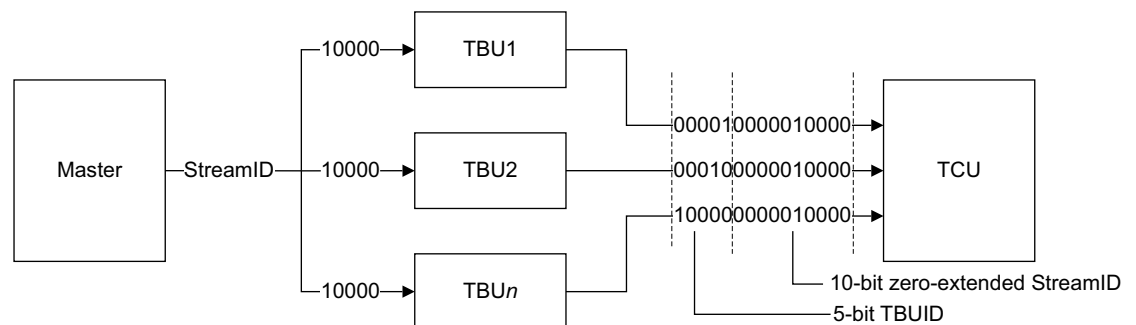 10000
TBU1
000010000010000
Master
StreamID
10000
TBU2
000100000010000
TCU
100000000010000
10000
TBUn
10-bit zero-extended StreamID
5-bit TBUID